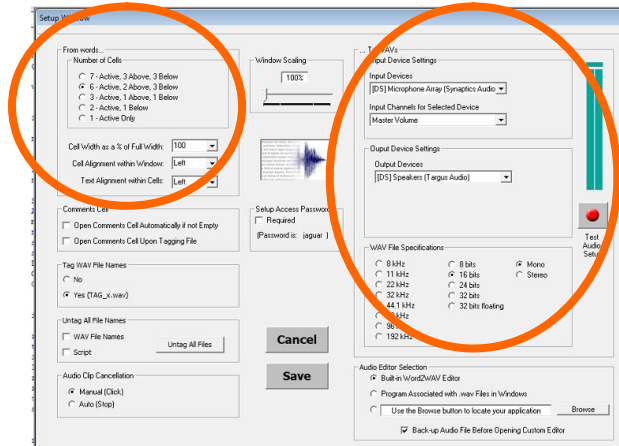 Setup Window
From words...
Number of Cells
7 - Active, 3 Above, 3 Below
6 - Active, 2 Above, 3 Below
3 - Active, 1 Above, 1 Below
2 - Active, 1 Below
1 - Active Only
Cell Width as a % of Full Width: 100
Cell Alignment within Window: Left
Text Alignment within Cells: Left
Comments Cell
Open Comments Cell Automatically if not Empty
Open Comments Cell Upon Tagging File
Tag WAV File Names
No
Yes (TAG_x.wav)
Untag All File Names
WAV File Names
Script
Untag All Files
Audio Clip Cancellation
Manual (Click)
Auto (Stop)
Window Scaling
100%
Setup Access Password
Required
(Password is: jaguar )
Cancel
Save
... To WAVs
Input Device Settings
Input Devices
[DS] Microphone Array (Synaptics Audio
Input Channels for Selected Device
Master Volume
Ouput Device Settings
Output Devices
[DS] Speakers (Targus Audio)
WAV File Specifications
8 kHz
11 kHz
22 kHz
32 kHz
44.1 kHz
kHz
192 kHz
8 bits
16 bits
24 bits
32 bits
32 bits floating
Mono
Stereo
Test
Audio
Setup
Audio Editor Selection
Built-in Word2WAV Editor
Program Associated with .wav Files in Windows
Use the Browse button to locate your application
Browse
Back-up Audio File Before Opening Custom Editor